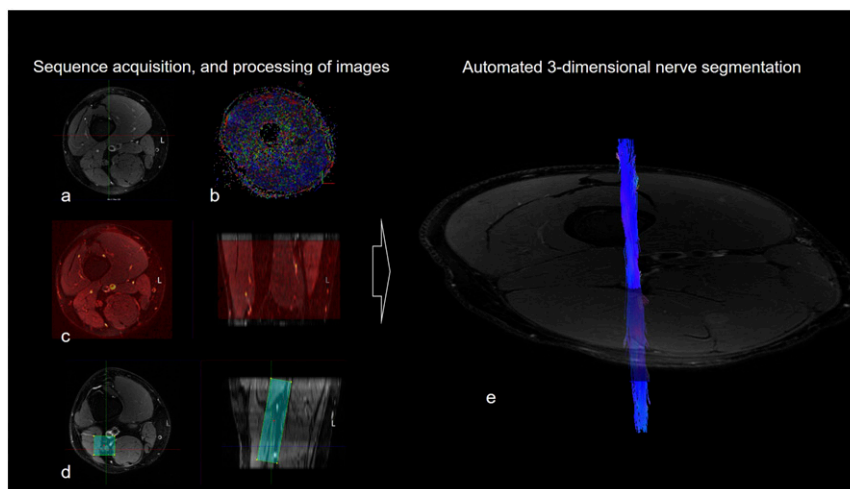 Sequence acquisition, and processing of images
Automated 3-dimensional nerve segmentation
L
a
b
L
c
L
L
d
L
e